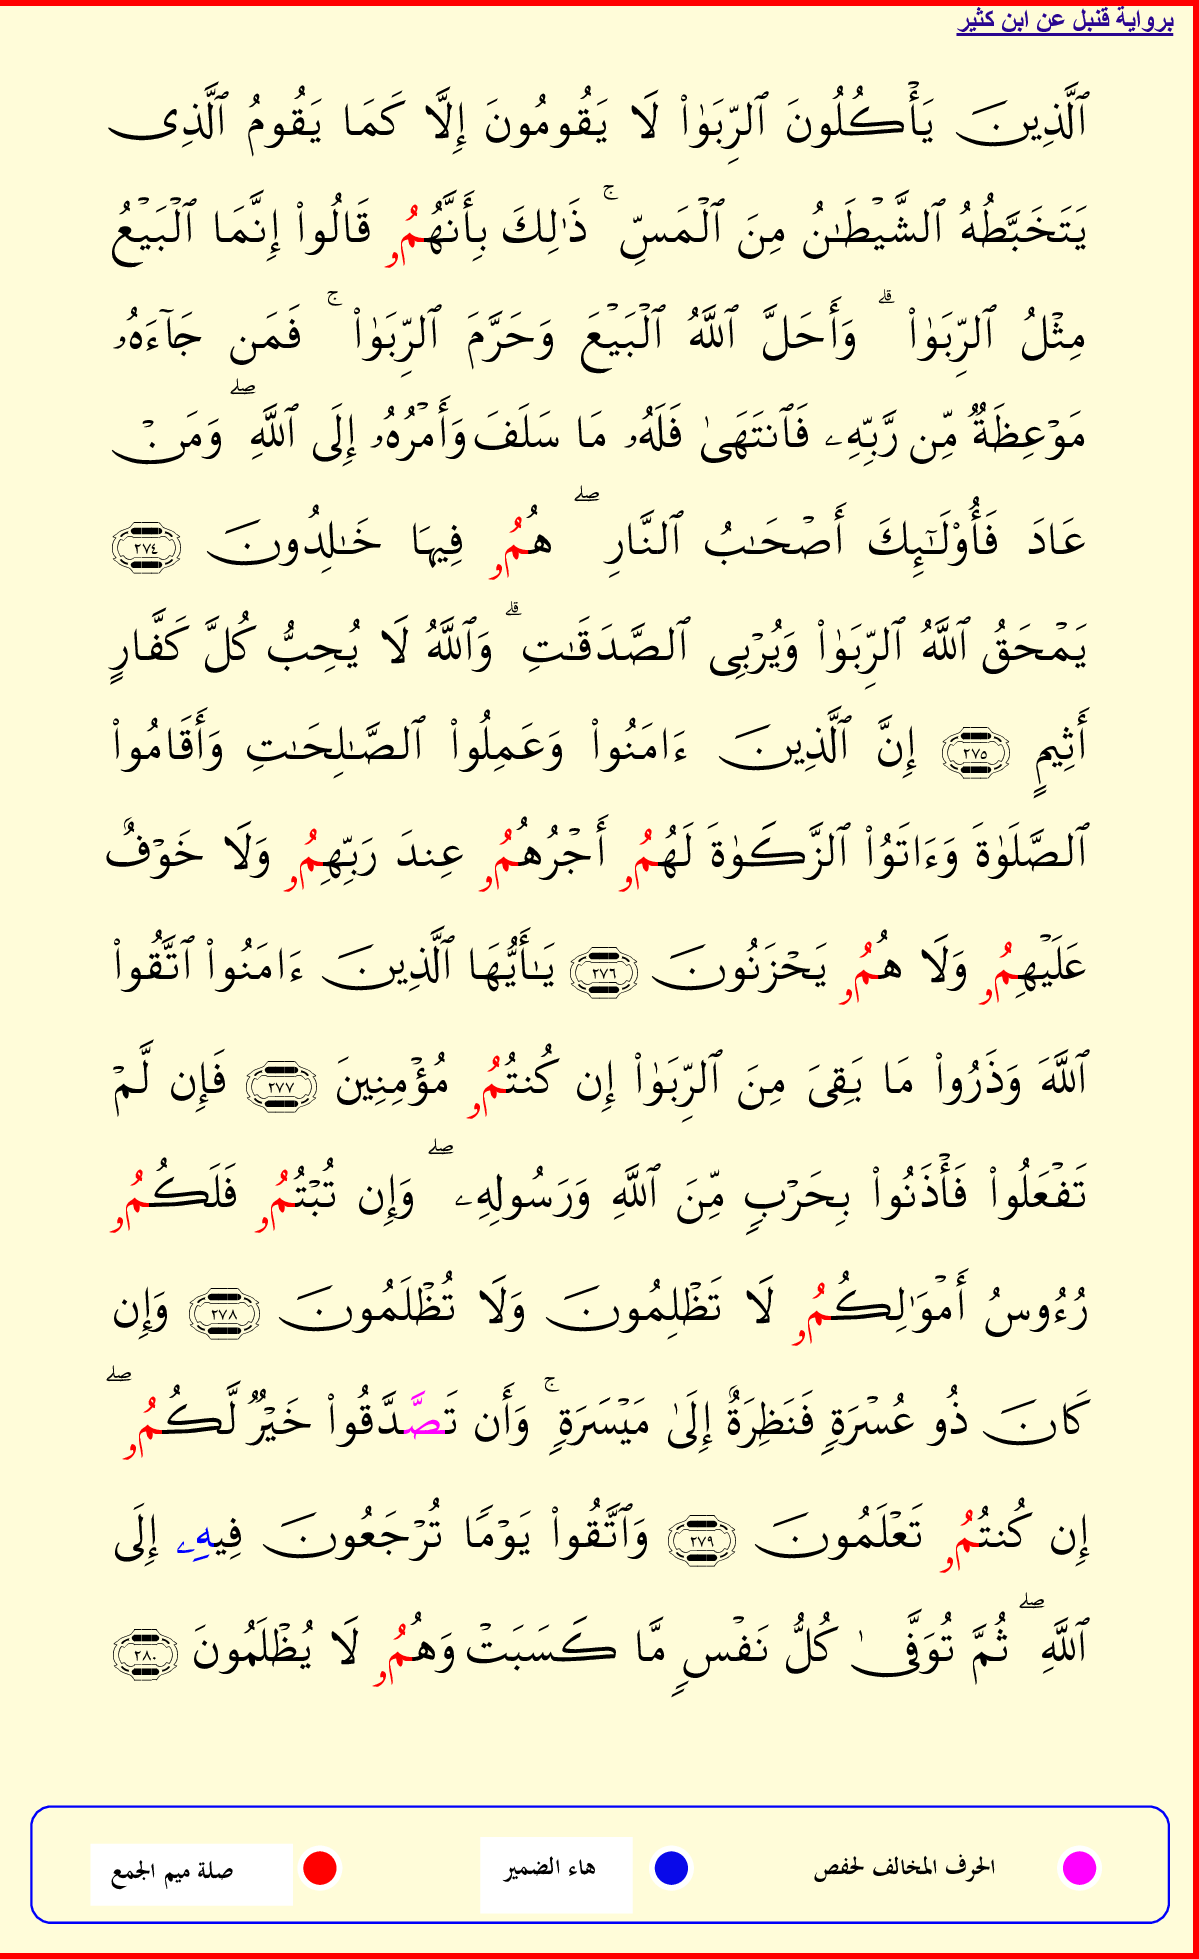 برواية قنبل عن ابن كثير
ٱلَّذِينَ يَأۡكُلُونَ ٱلرِّبَوٰاْ لَا يَقُومُونَ إِلَّا كَمَا يَقُومُ ٱلَّذِى
يَتَخَبَّطُهُ ٱلشَّيۡطَٰنُ مِنَ ٱلۡمَسِّۚ ذَٰلِكَ بِأَنَّهُمُۥ قَالُواْ إِنَّمَا ٱلۡبَيۡعُ
مِثۡلُ ٱلرِّبَوٰاْۗ وَأَحَلَّ ٱللَّهُ ٱلۡبَيۡعَ وَحَرَّمَ ٱلرِّبَوٰاْۚ فَمَن جَآءَهُۥ
مَوۡعِظَةٌ مِّن رَّبِّهِۦ فَٱنتَهَىٰ فَلَهُۥ مَا سَلَفَ وَأَمۡرُهُۥ إِلَى ٱللَّهِۖ وَمَنۡ
عَادَ فَأُوْلَٰٓئِكَ أَصۡحَٰبُ ٱلنَّارِۖ هُمُۥ فِيهَا خَٰلِدُونَ ٢٧٤
يَمۡحَقُ ٱللَّهُ ٱلرِّبَوٰاْ وَيُرۡبِى ٱلصَّدَقَٰتِۗ وَٱللَّهُ لَا يُحِبُّ كُلَّ كَفَّارٍ
أَثِيمٍ ٢٧٥ إِنَّ ٱلَّذِينَ ءَامَنُواْ وَعَمِلُواْ ٱلصَّٰلِحَٰتِ وَأَقَامُواْ
ٱلصَّلَوٰةَ وَءَاتَوُاْ ٱلزَّكَوٰةَ لَهُمُۥ أَجۡرُهُمُۥ عِندَ رَبِّهِمُۥ وَلَا خَوۡفٌ
عَلَيۡهِمُۥ وَلَا هُمُۥ يَحۡزَنُونَ ٢٧٦ يَٰٓأَيُّهَا ٱلَّذِينَ ءَامَنُواْ ٱتَّقُواْ
ٱللَّهَ وَذَرُواْ مَا بَقِىَ مِنَ ٱلرِّبَوٰاْ إِن كُنتُمُۥ مُؤۡمِنِينَ ٢٧٧ فَإِن لَّمۡ
تَفۡعَلُواْ فَأۡذَنُواْ بِحَرۡبٍ مِّنَ ٱللَّهِ وَرَسُولِهِۦۖ وَإِن تُبۡتُمُۥ فَلَكُمُۥ
رُءُوسُ أَمۡوَٰلِكُمُۥ لَا تَظۡلِمُونَ وَلَا تُظۡلَمُونَ ٢٧٨ وَإِن
كَانَ ذُو عُسۡرَةٍ فَنَظِرَةٌ إِلَىٰ مَيۡسَرَةٍۚ وَأَن تَصَّدَّقُواْ خَيۡرٌ لَّكُمُۥۖ
إِن كُنتُمُۥ تَعۡلَمُونَ ٢٧٩ وَٱتَّقُواْ يَوۡمًا تُرۡجَعُونَ فِيهِۦ إِلَى
ٱللَّهِۖ ثُمَّ تُوَفَّىٰ كُلُّ نَفۡسٍ مَّا كَسَبَتۡ وَهُمُۥ لَا يُظۡلَمُونَ ٢٨٠
الحرف المخالف لحفص هاء الضمير صلة ميم الجمع